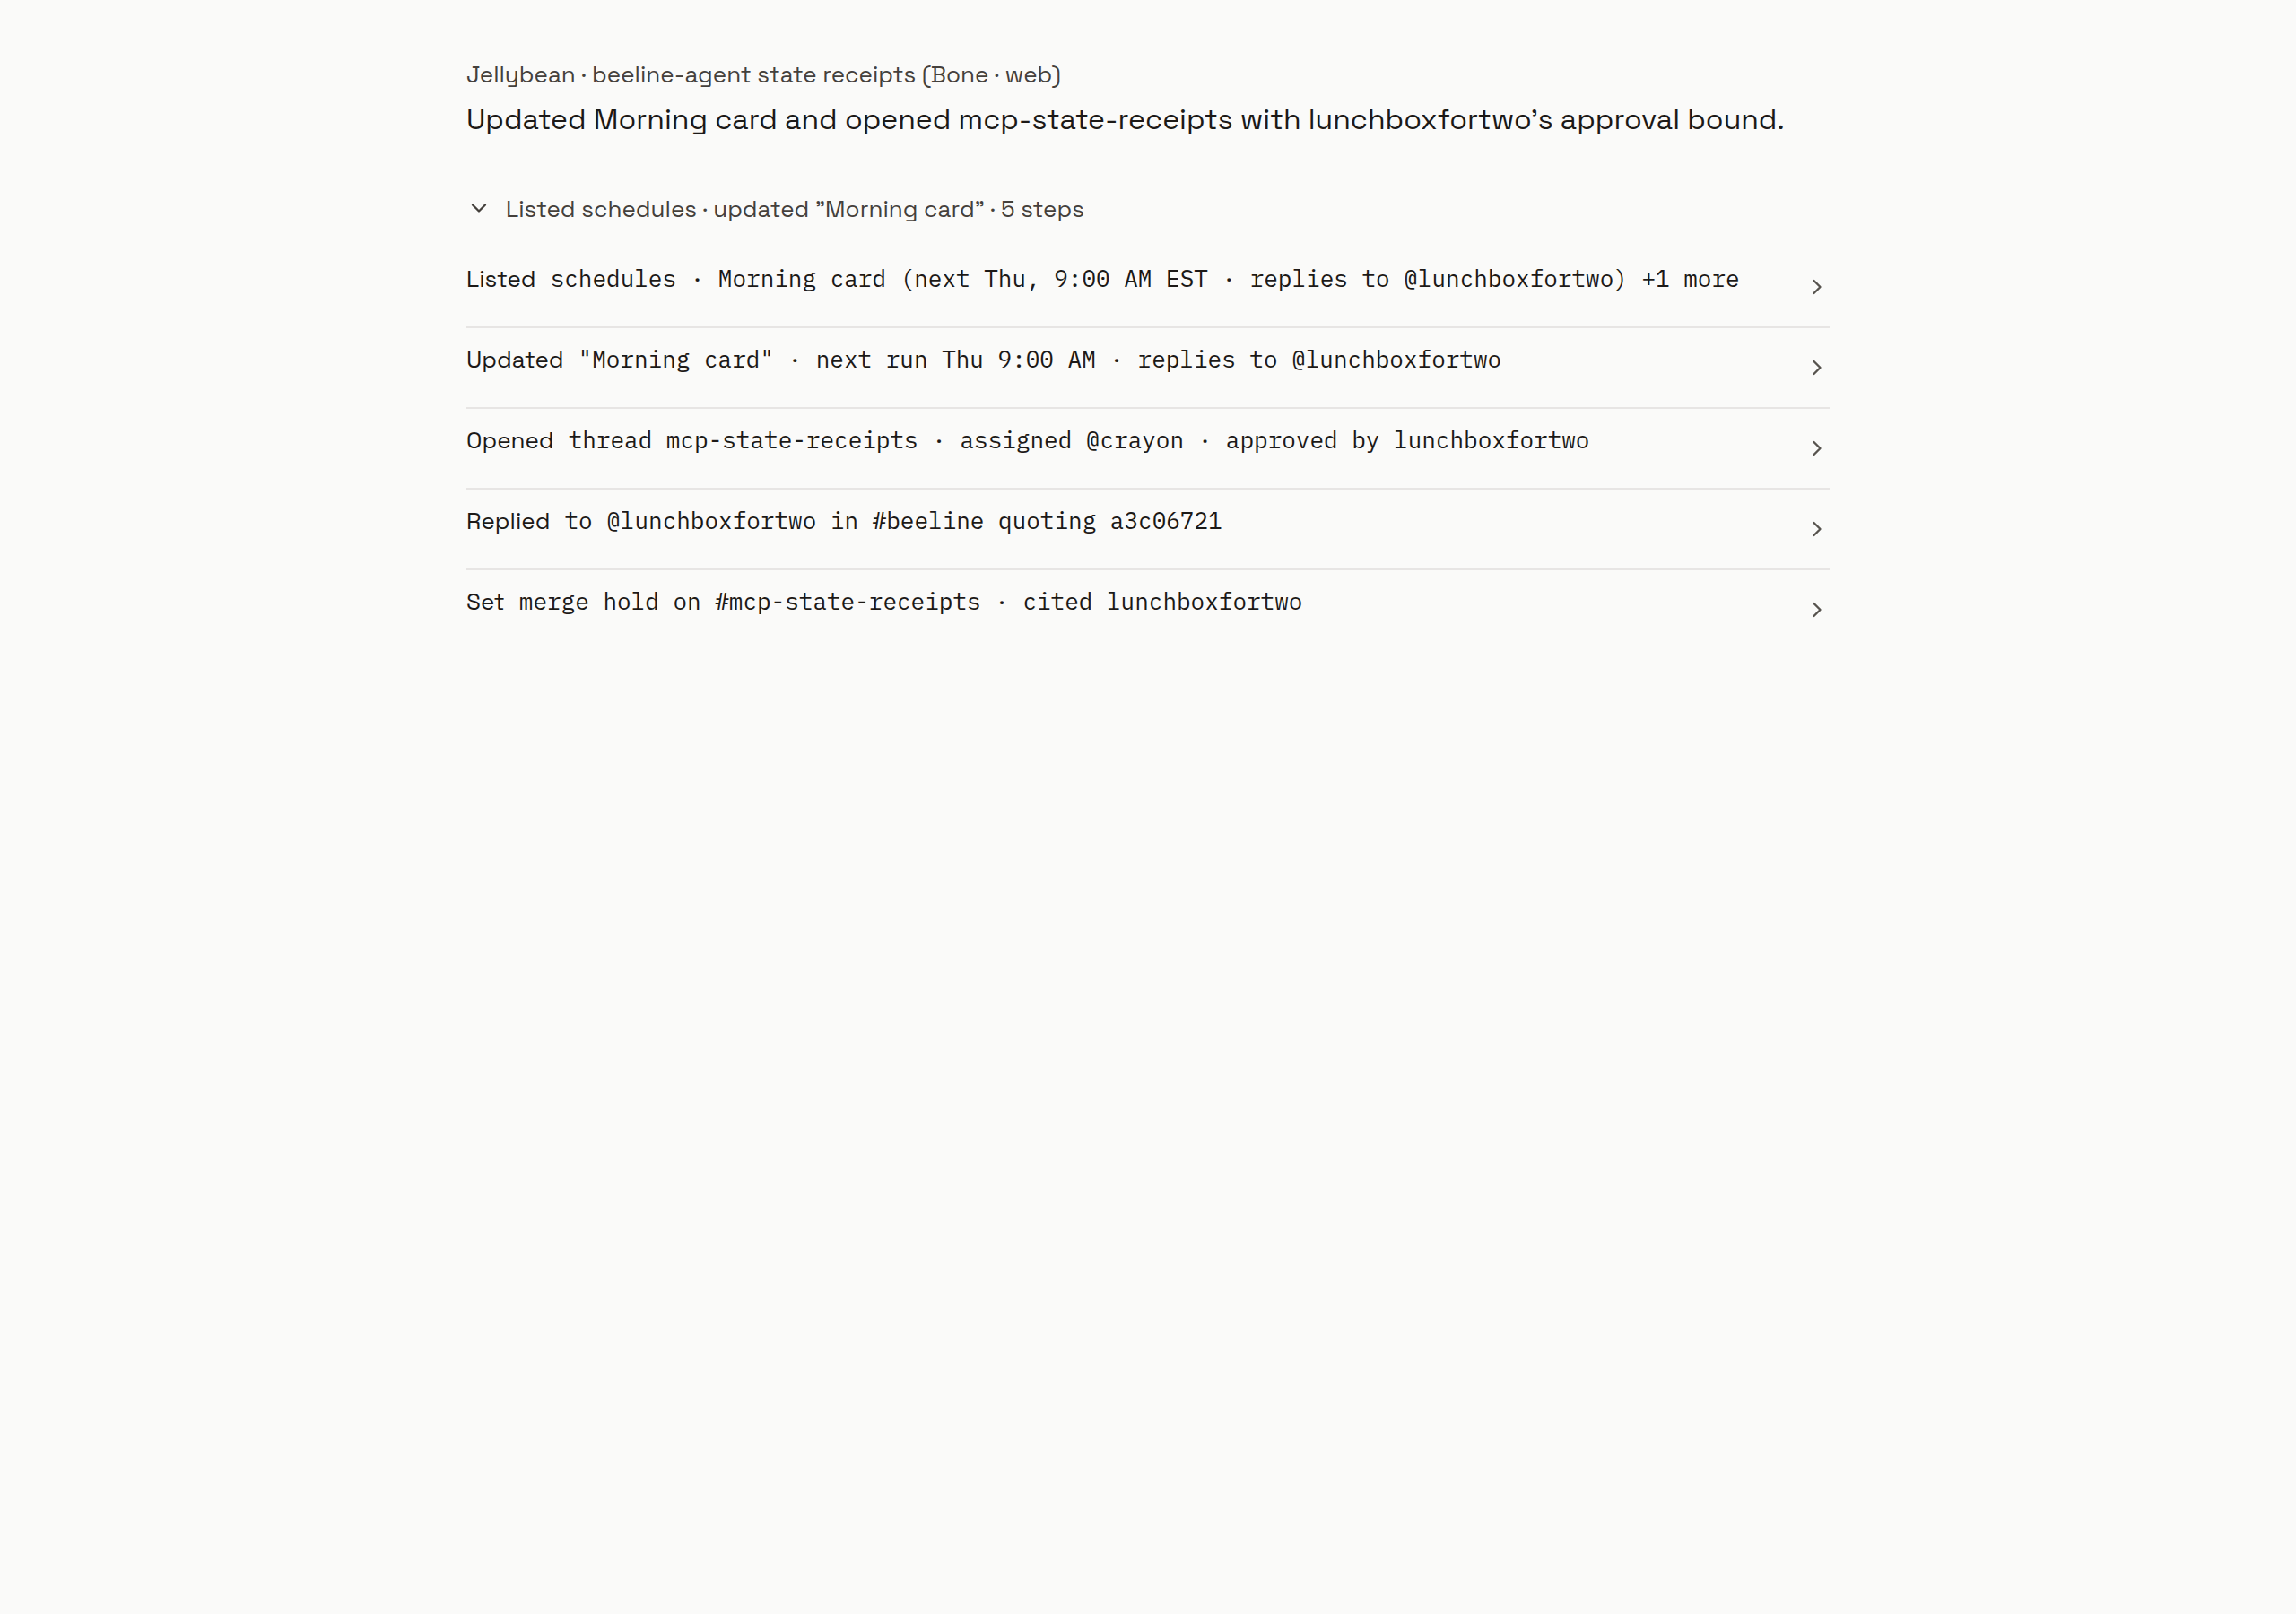 Jellybean · beeline-agent state receipts (Bone · web)
Updated Morning card and opened mcp-state-receipts with lunchboxfortwo’s approval bound.
Listed schedules · updated ”Morning card” · 5 steps
Listed schedules · Morning card (next Thu, 9:00 AM EST · replies to @lunchboxfortwo) +1 more
Updated "Morning card" · next run Thu 9:00 AM · replies to @lunchboxfortwo
Opened thread mcp-state-receipts · assigned @crayon · approved by lunchboxfortwo
Replied to @lunchboxfortwo in #beeline quoting a3c06721
Set merge hold on #mcp-state-receipts · cited lunchboxfortwo